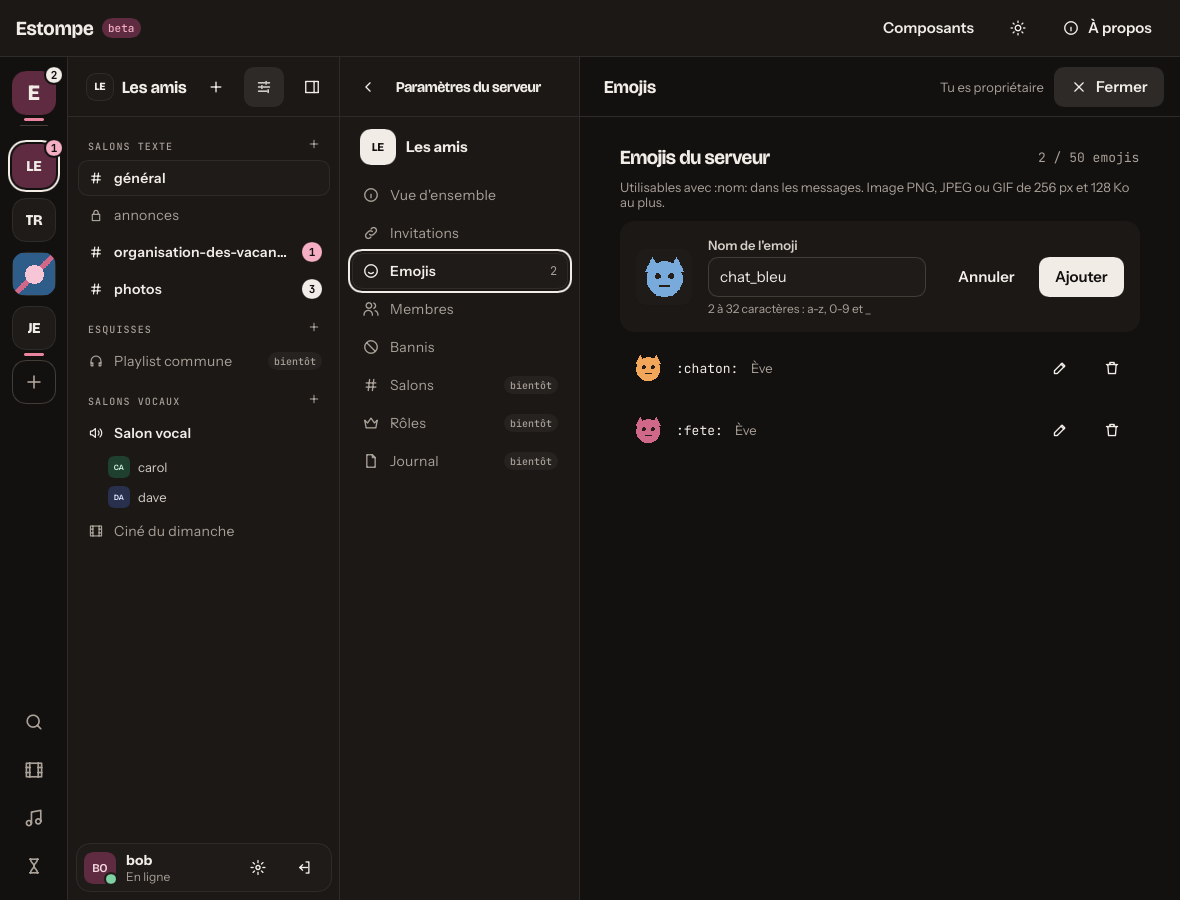 Estompe beta
Composants
À propos
E 2
LE 1
TR
JE
LE Les amis
SALONS TEXTE
général
annonces
organisation-des-vacan... 1
photos 3
ESQUISSES
Playlist commune bientôt
SALONS VOCAUX
Salon vocal
CA carol
DA dave
Ciné du dimanche
BO bob
En ligne
Paramètres du serveur
LE Les amis
Vue d'ensemble
Invitations
Emojis 2
Membres
Bannis
Salons bientôt
Rôles bientôt
Journal bientôt
Emojis
Tu es propriétaire
Fermer
Emojis du serveur
2 / 50 emojis
Utilisables avec :nom: dans les messages. Image PNG, JPEG ou GIF de 256 px et 128 Ko
au plus.
Nom de l'emoji
chat_bleu
Annuler
Ajouter
2 à 32 caractères : a-z, 0-9 et _
:chaton: Ève
:fete: Ève